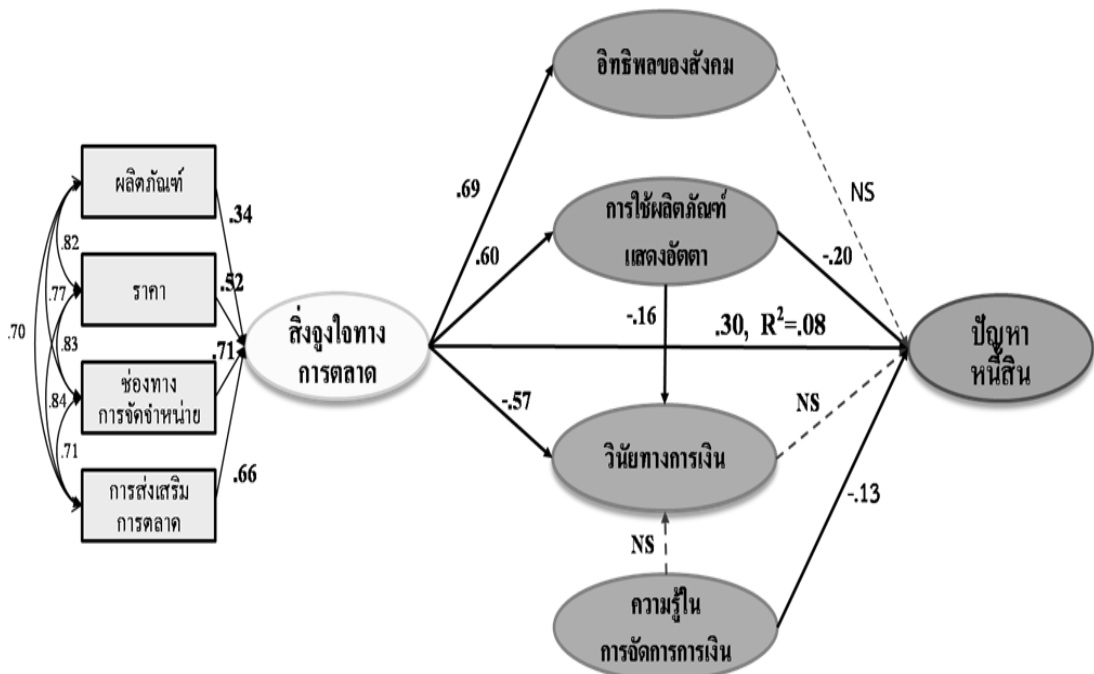 อิทธิพลของสังคม
ผลิตภัณฑ์
.34
.69
NS
การใช้ผลิตภัณฑ์
แสดงอัตตา
.82
.60
-.20
.77
ราคา
.52
.70
สิ่งจูงใจทาง
การตลาด
-.16
.30, R²=.08
ปัญหา
หนี้สิน
.83
.71
ช่องทาง
การจัดจำหน่าย
.84
-.57
NS
.71
วินัยทางการเงิน
.66
การส่งเสริม
การตลาด
-.13
NS
ความรู้ใน
การจัดการการเงิน